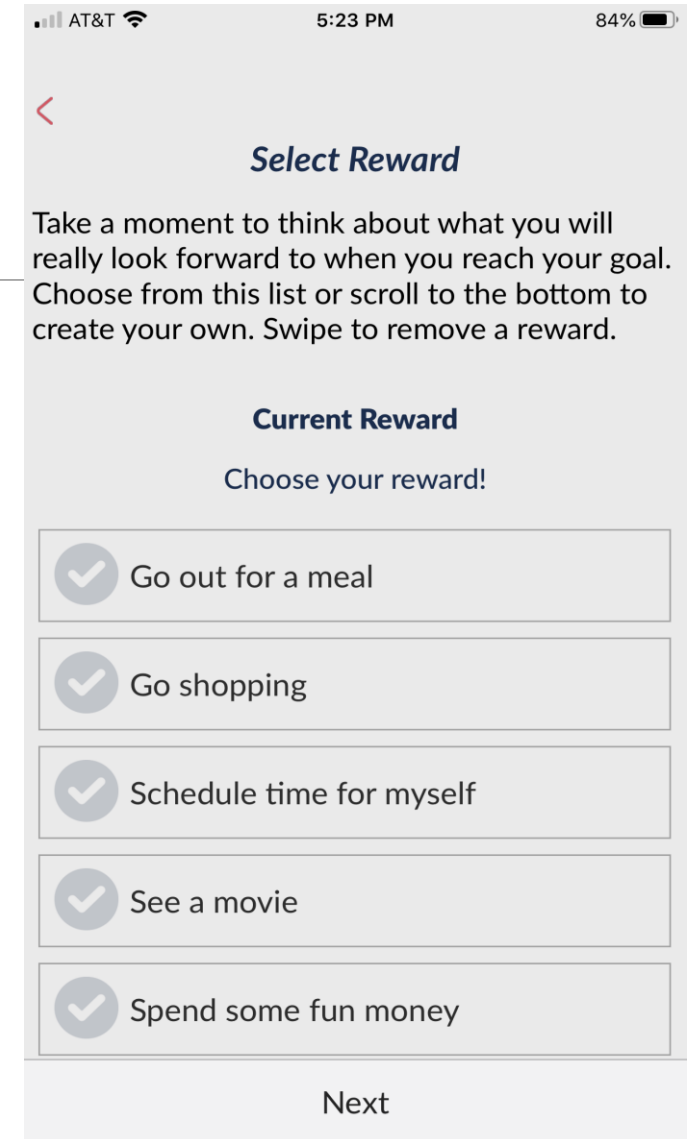 AT&T 5:23 PM 84%
Select Reward
Take a moment to think about what you will
really look forward to when you reach your goal.
Choose from this list or scroll to the bottom to
create your own. Swipe to remove a reward.
Current Reward
Choose your reward!
Go out for a meal
Go shopping
Schedule time for myself
See a movie
Spend some fun money
Next